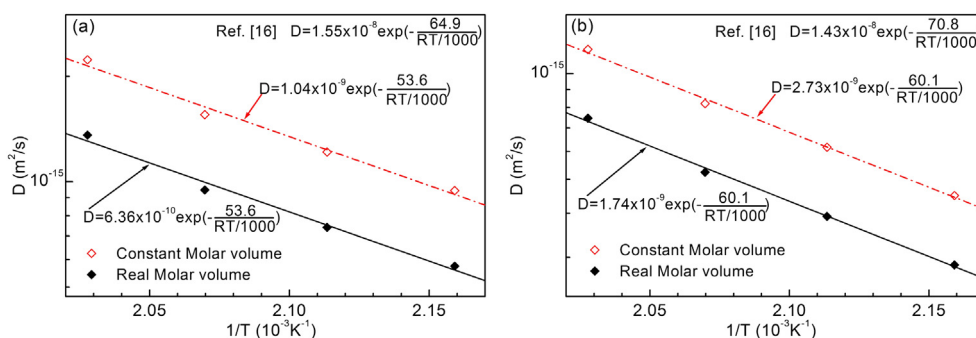 (a) Ref. [16] D=1.55x10⁻⁸exp(-64.9/RT/1000)
D=1.04x10⁻⁹exp(-53.6/RT/1000)
D (m²/s)
10⁻¹⁵
D=6.36x10⁻¹⁰exp(-53.6/RT/1000)
Constant Molar volume
Real Molar volume
2.05 2.10 2.15
1/T (10⁻³K⁻¹)
(b) Ref. [16] D=1.43x10⁻⁸exp(-70.8/RT/1000)
10⁻¹⁵
D=2.73x10⁻⁹exp(-60.1/RT/1000)
D (m²/s)
D=1.74x10⁻⁹exp(-60.1/RT/1000)
Constant Molar volume
Real Molar volume
2.05 2.10 2.15
1/T (10⁻³K⁻¹)